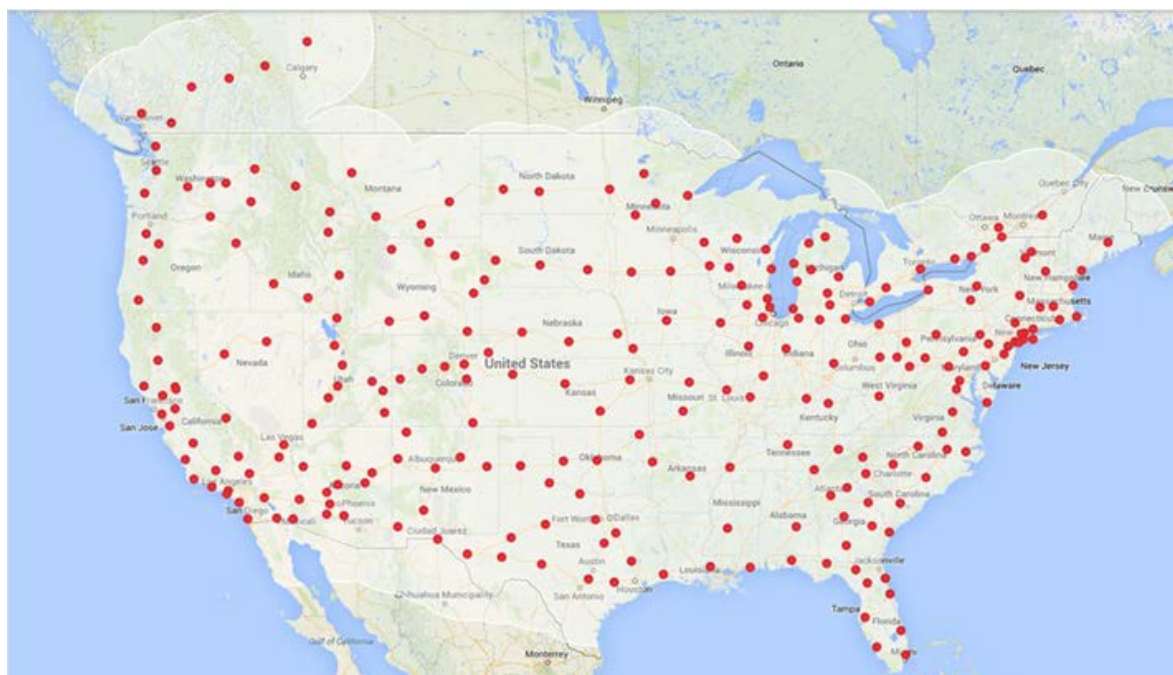 Ontario
Quebec
Calgary
Winnipeg
Vancouver
Seattle
Washington
North Dakota
Quebec City
New Brunsw
Montana
Ottawa
Montreal
Minnesota
Portland
Minneapolis
Maine
South Dakota
Wisconsin
Toronto
Oregon
Idaho
Michigan
New Hampshire
Wyoming
Milwaukee
Detroit
New York
Massachusetts
Iowa
Chicago
Connecticut
Nebraska
Nevada
Ohio
Pennsylvania
Illinois
Indiana
Denver
United States
Columbus
Maryland
New Jersey
Utah
Colorado
Kansas City
West Virginia
Delaware
Kansas
San Francisco
Missouri
St. Louis
Kentucky
Virginia
San Jose
California
Las Vegas
Tennessee
North Carolina
Albuquerque
Oklahoma
Arkansas
Charlotte
Los Angeles
Arizona
New Mexico
Atlanta
South Carolina
Phoenix
Mississippi
San Diego
Mexicali
Tucson
Alabama
Georgia
Ciudad Juarez
Fort Worth
Dallas
Texas
Austin
Louisiana
Jacksonville
San Antonio
Houston
Chihuahua Municipality
Tampa
Florida
Gulf of California
Monterrey
Miami